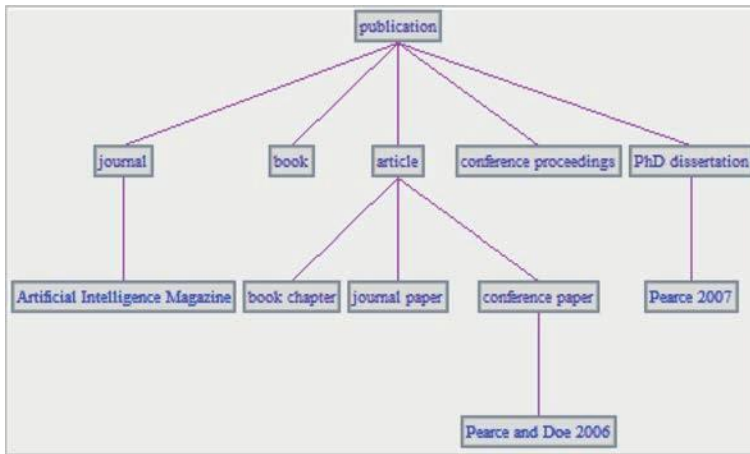 publication
journal
book
article
conference proceedings
PhD dissertation
Artificial Intelligence Magazine
book chapter
journal paper
conference paper
Pearce 2007
Pearce and Doe 2006